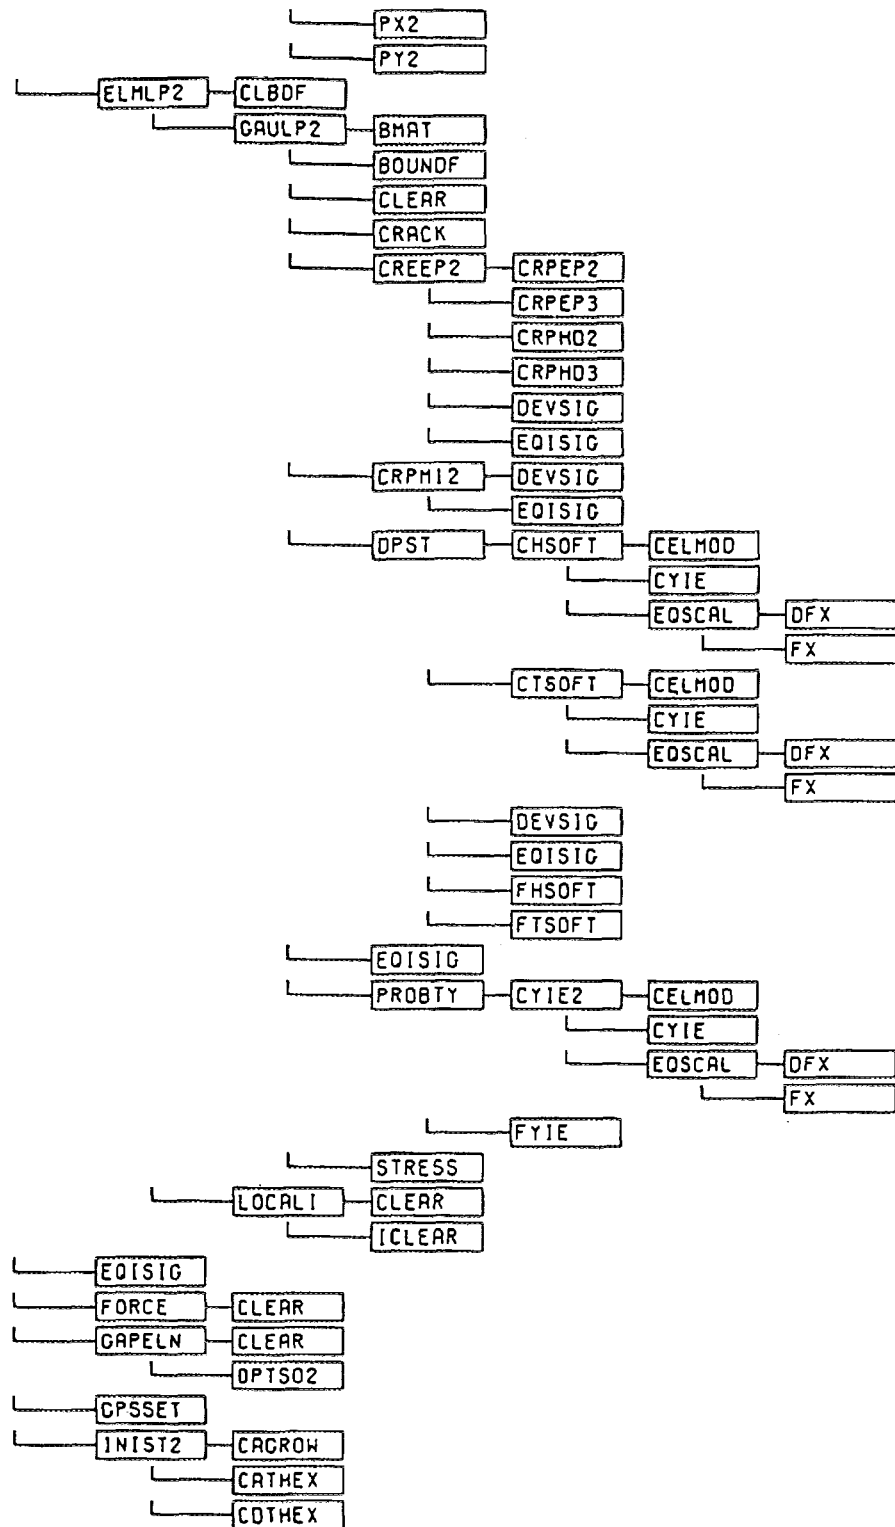 PX2
PY2
ELMLP2 CLBDF
GAULP2 BMAT
BOUNDF
CLEAR
CRACK
CREEP2 CRPEP2
CRPEP3
CRPHD2
CRPHD3
DEVSIG
EQISIG
CRPMI2 DEVSIG
EQISIG
DPST CHSOFT CELMOD
CYIE
EQSCAL DFX
FX
CTSOFT CELMOD
CYIE
EQSCAL DFX
FX
DEVSIG
EQISIG
FHSOFT
FTSOFT
EQISIG
PROBTY CYIE2 CELMOD
CYIE
EQSCAL DFX
FX
FYIE
STRESS
LOCALI CLEAR
ICLEAR
EQISIG
FORCE CLEAR
GAPELN CLEAR
DPTSO2
GPSSET
INIST2 CAGROW
CATHEX
CDTHEX